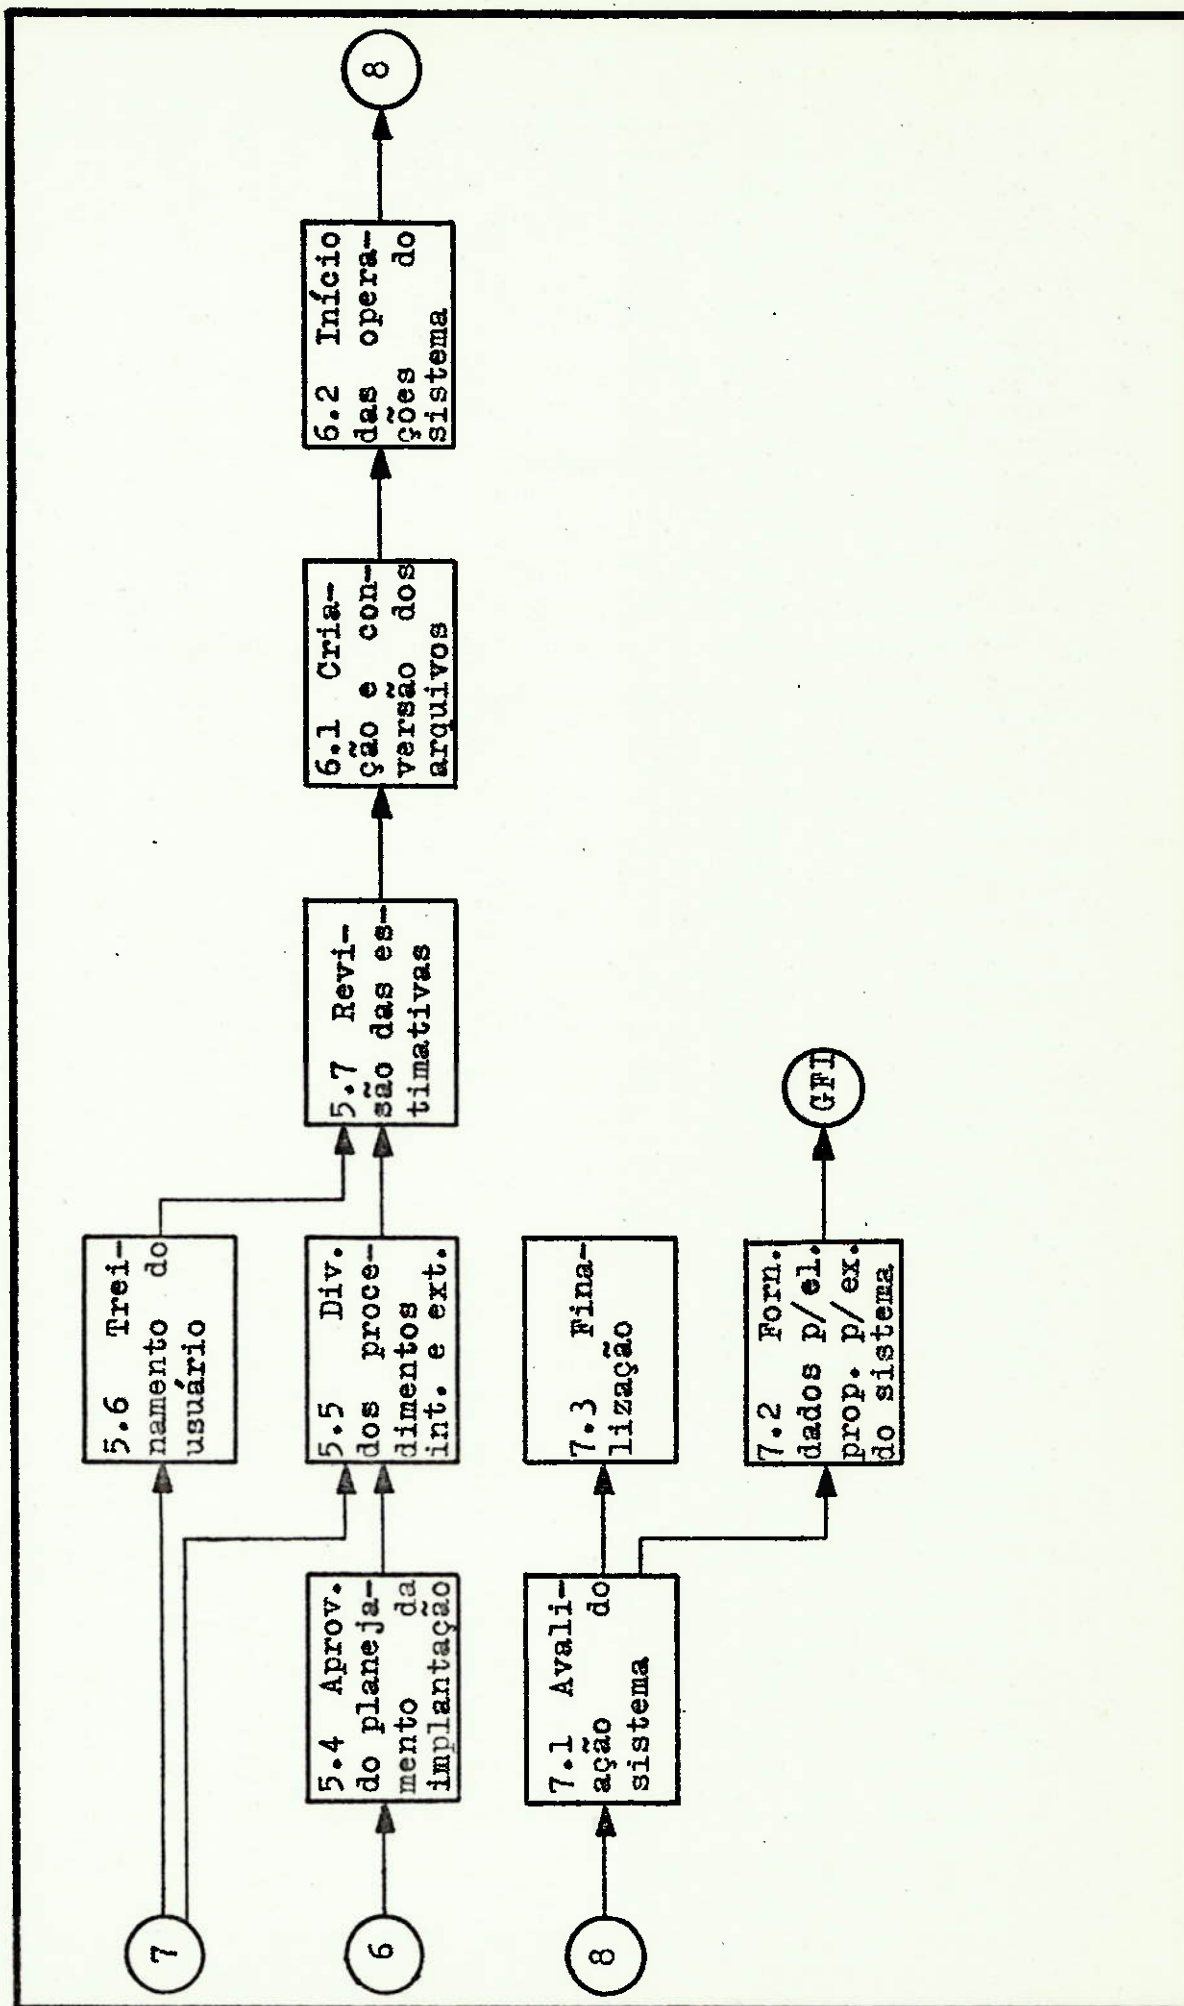 7
5.6 Trei-
namento do
usuário
6
5.4 Aprov.
do planeja-
mento da
implantação
5.5 Div.
dos proce-
dimentos
int. e ext.
5.7 Revi-
são das es-
timativas
6.1 Cria-
ção e con-
versão dos
arquivos
6.2 Início
das opera-
ções do
sistema
8
8
7.1 Avali-
ação do
sistema
7.3 Fina-
lização
7.2 Forn.
dados p/el.
prop. p/ex.
do sistema
GFI